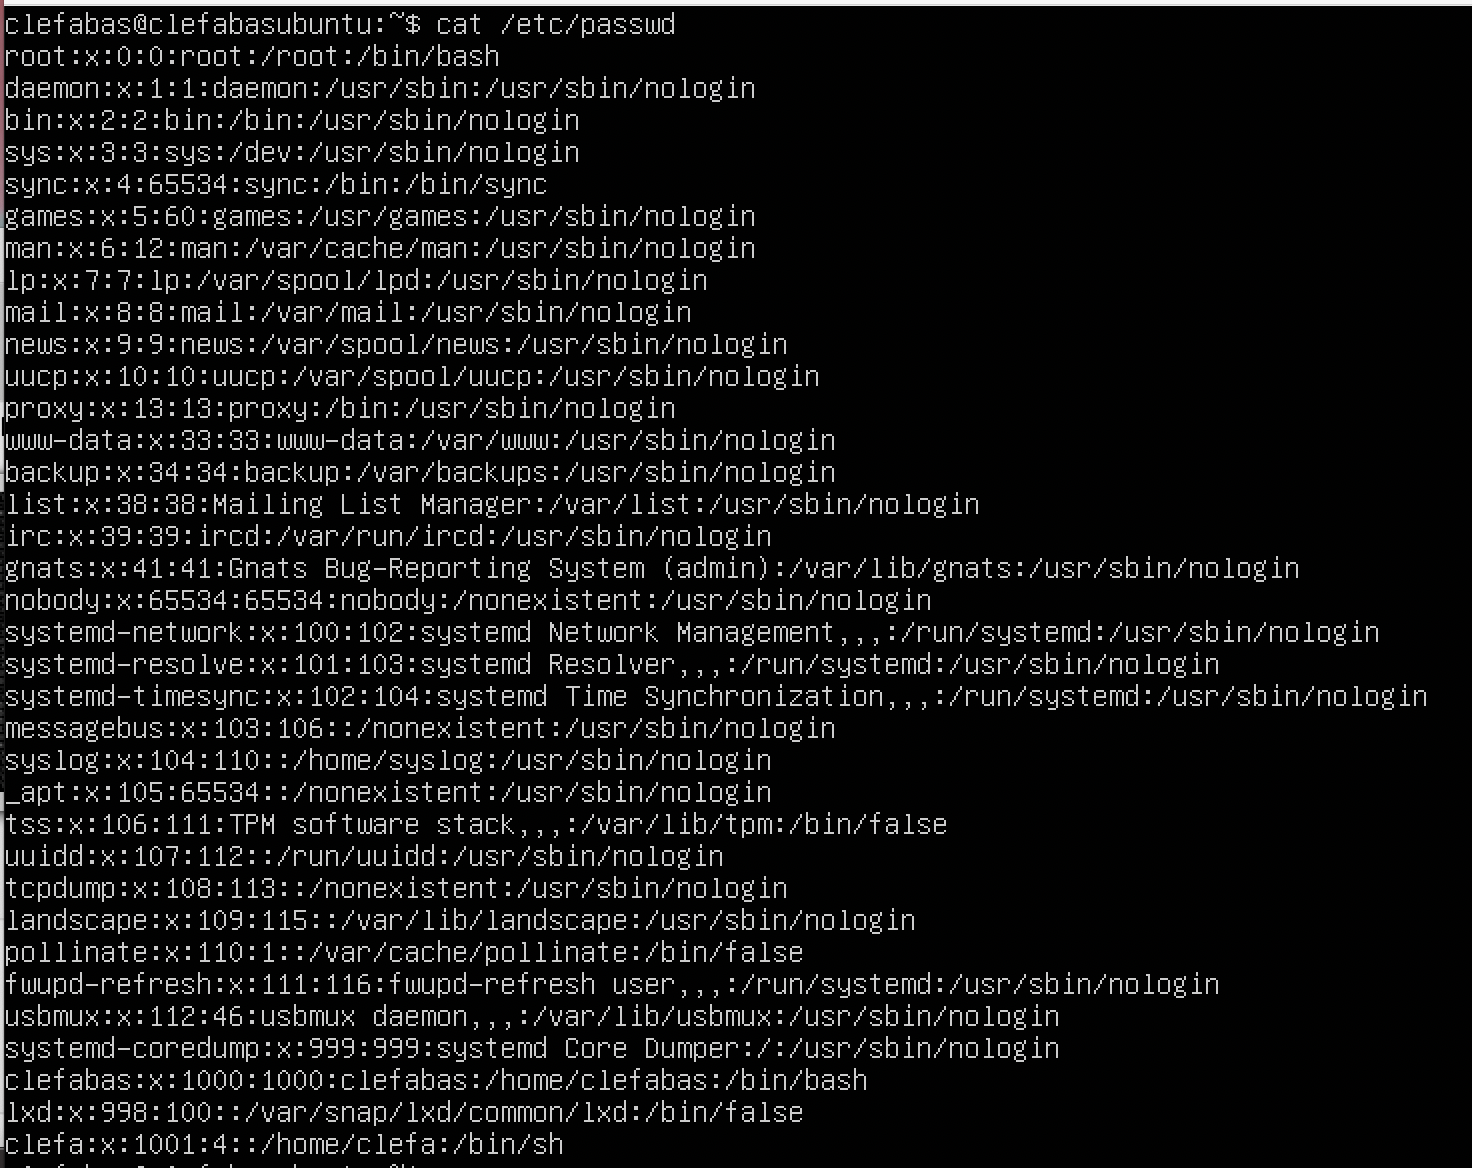 clefabas@clefabasubuntu:~$ cat /etc/passwd
root:x:0:0:root:/root:/bin/bash
daemon:x:1:1:daemon:/usr/sbin:/usr/sbin/nologin
bin:x:2:2:bin:/bin:/usr/sbin/nologin
sys:x:3:3:sys:/dev:/usr/sbin/nologin
sync:x:4:65534:sync:/bin:/bin/sync
games:x:5:60:games:/usr/games:/usr/sbin/nologin
man:x:6:12:man:/var/cache/man:/usr/sbin/nologin
lp:x:7:7:lp:/var/spool/lpd:/usr/sbin/nologin
mail:x:8:8:mail:/var/mail:/usr/sbin/nologin
news:x:9:9:news:/var/spool/news:/usr/sbin/nologin
uucp:x:10:10:uucp:/var/spool/uucp:/usr/sbin/nologin
proxy:x:13:13:proxy:/bin:/usr/sbin/nologin
www-data:x:33:33:www-data:/var/www:/usr/sbin/nologin
backup:x:34:34:backup:/var/backups:/usr/sbin/nologin
list:x:38:38:Mailing List Manager:/var/list:/usr/sbin/nologin
irc:x:39:39:ircd:/var/run/ircd:/usr/sbin/nologin
gnats:x:41:41:Gnats Bug-Reporting System (admin):/var/lib/gnats:/usr/sbin/nologin
nobody:x:65534:65534:nobody:/nonexistent:/usr/sbin/nologin
systemd-network:x:100:102:systemd Network Management,,,:/run/systemd:/usr/sbin/nologin
systemd-resolve:x:101:103:systemd Resolver,,,:/run/systemd:/usr/sbin/nologin
systemd-timesync:x:102:104:systemd Time Synchronization,,,:/run/systemd:/usr/sbin/nologin
messagebus:x:103:106::/nonexistent:/usr/sbin/nologin
syslog:x:104:110::/home/syslog:/usr/sbin/nologin
_apt:x:105:65534::/nonexistent:/usr/sbin/nologin
tss:x:106:111:TPM software stack,,,:/var/lib/tpm:/bin/false
uuidd:x:107:112::/run/uuidd:/usr/sbin/nologin
tcpdump:x:108:113::/nonexistent:/usr/sbin/nologin
landscape:x:109:115::/var/lib/landscape:/usr/sbin/nologin
pollinate:x:110:1::/var/cache/pollinate:/bin/false
fwupd-refresh:x:111:116:fwupd-refresh user,,,:/run/systemd:/usr/sbin/nologin
usbmux:x:112:46:usbmux daemon,,,:/var/lib/usbmux:/usr/sbin/nologin
systemd-coredump:x:999:999:systemd Core Dumper:/:/usr/sbin/nologin
clefabas:x:1000:1000:clefabas:/home/clefabas:/bin/bash
lxd:x:998:100::/var/snap/lxd/common/lxd:/bin/false
clefa:x:1001:4::/home/clefa:/bin/sh